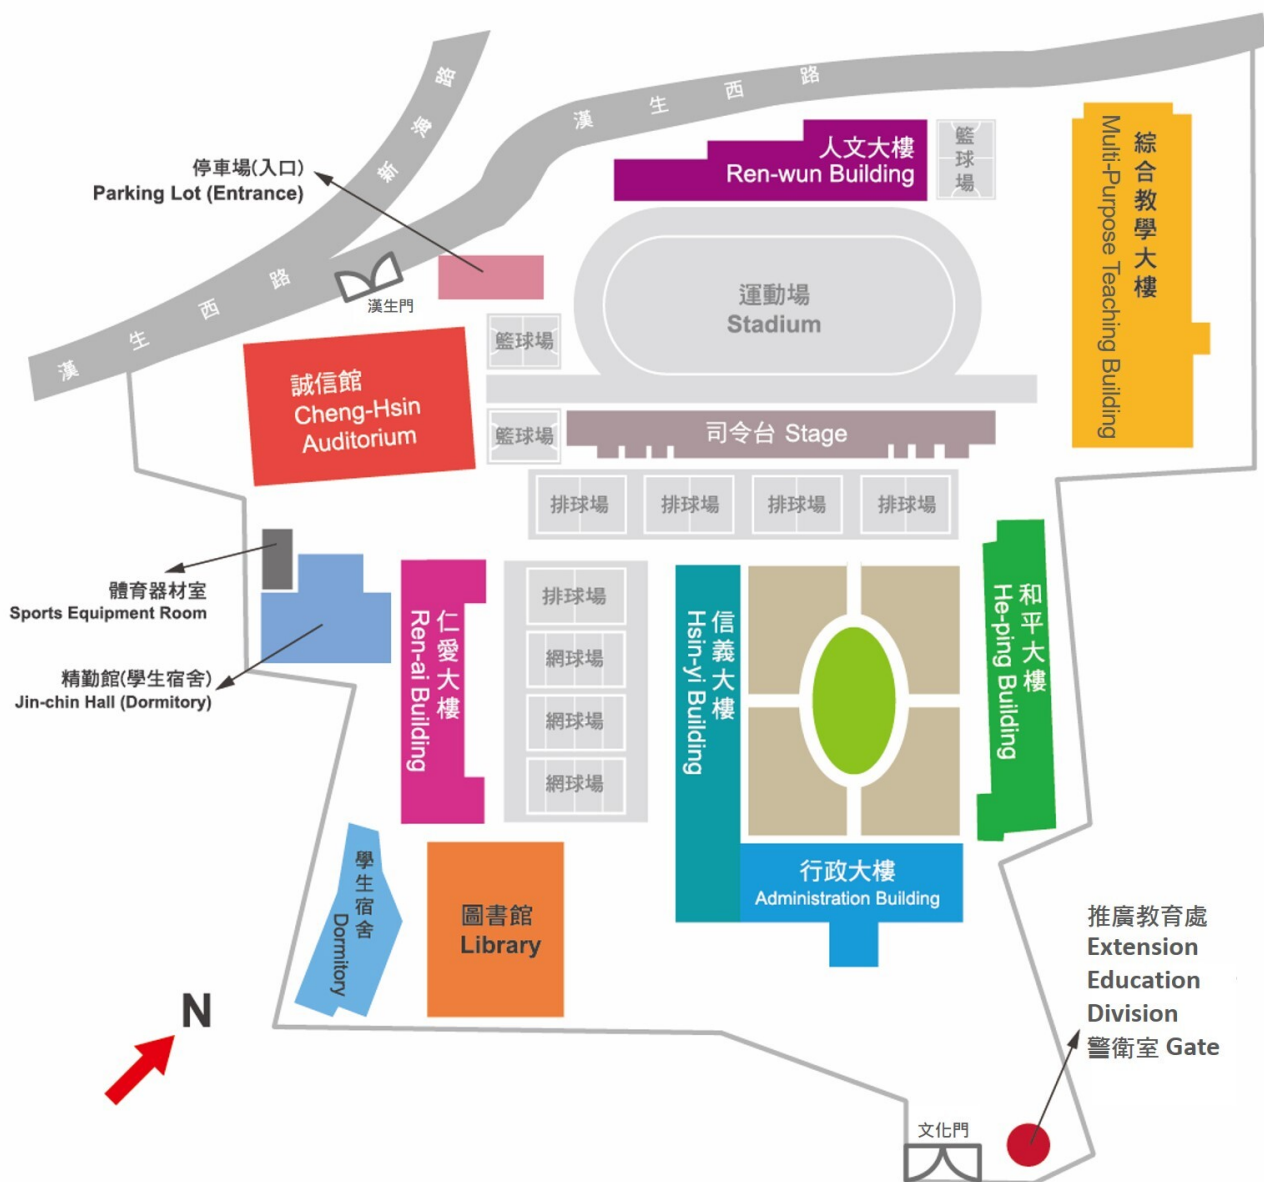 新海路
漢生西路
漢生西路
停車場(入口)
Parking Lot (Entrance)
漢生門
人文大樓
Ren-wun Building
籃球場
綜合教學大樓
Multi-Purpose Teaching Building
運動場
Stadium
籃球場
誠信館
Cheng-Hsin
Auditorium
籃球場
司令台 Stage
排球場
排球場
排球場
排球場
體育器材室
Sports Equipment Room
精勤館(學生宿舍)
Jin-chin Hall (Dormitory)
仁愛大樓
Ren-ai Building
排球場
網球場
網球場
網球場
信義大樓
Hsin-yi Building
和平大樓
He-ping Building
學生宿舍
Dormitory
圖書館
Library
行政大樓
Administration Building
推廣教育處
Extension
Education
Division
警衛室 Gate
N
文化門